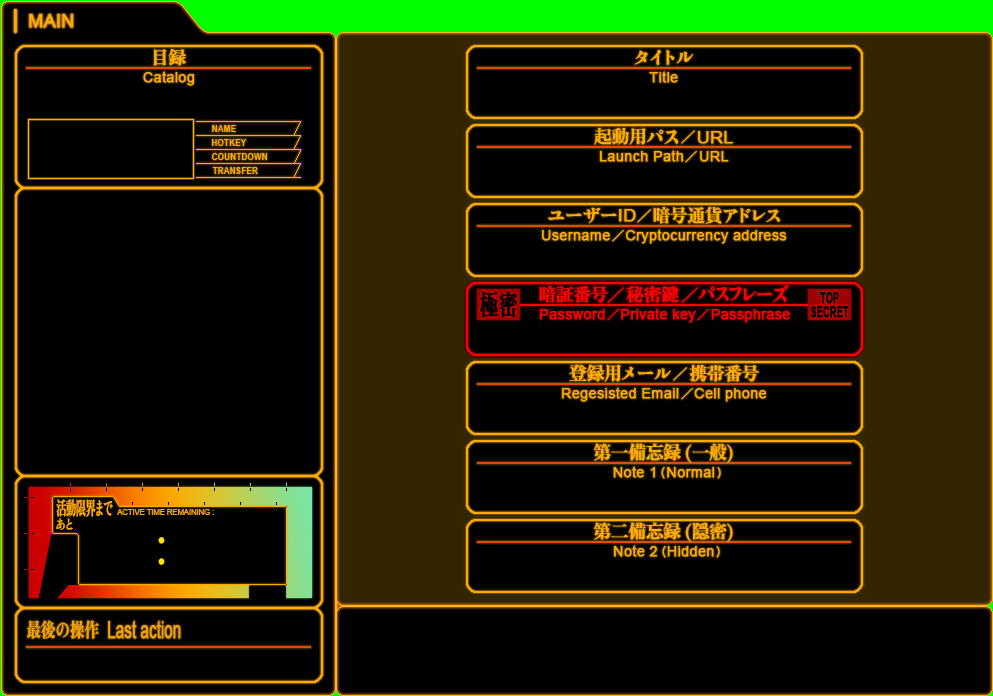 MAIN
目録
Catalog
NAME
HOTKEY
COUNTDOWN
TRANSFER
活動限界まで ACTIVE TIME REMAINING :
あと
:
最後の操作 Last action
タイトル
Title
起動用パス／URL
Launch Path／URL
ユーザーID／暗号通貨アドレス
Username／Cryptocurrency address
極密
暗証番号／秘密鍵／パスフレーズ
Password／Private key／Passphrase
TOP
SECRET
登録用メール／携帯番号
Regesisted Email／Cell phone
第一備忘録 (一般)
Note 1 (Normal)
第二備忘録 (隠密)
Note 2 (Hidden)